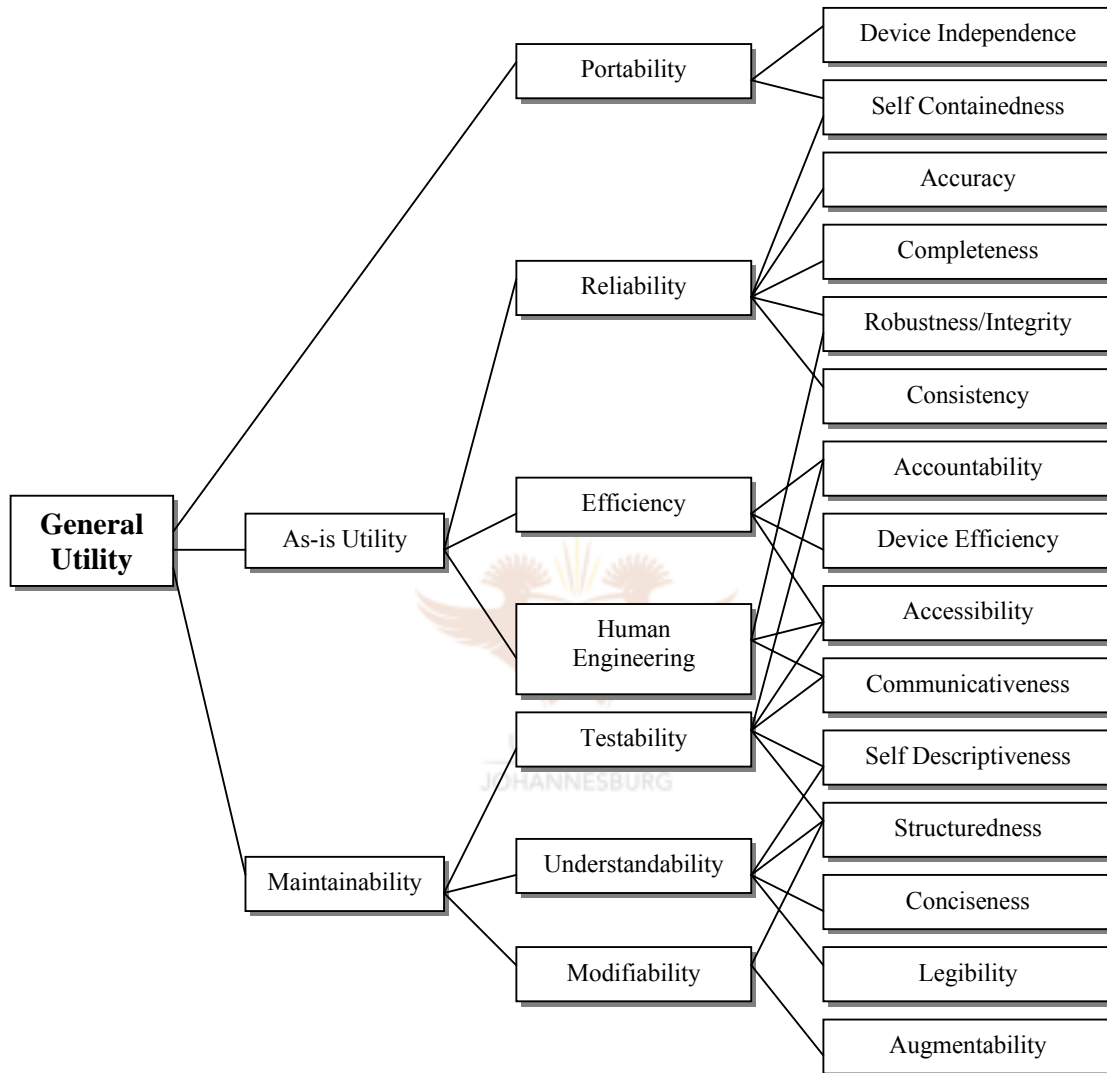 Device Independence
Portability
Self Containedness
Accuracy
Completeness
Reliability
Robustness/Integrity
Consistency
Accountability
Efficiency
General
Utility
As-is Utility
Device Efficiency
Accessibility
Human
Engineering
Communicativeness
Testability
Self Descriptiveness
JOHANNESBURG
Structuredness
Understandability
Maintainability
Conciseness
Modifiability
Legibility
Augmentability